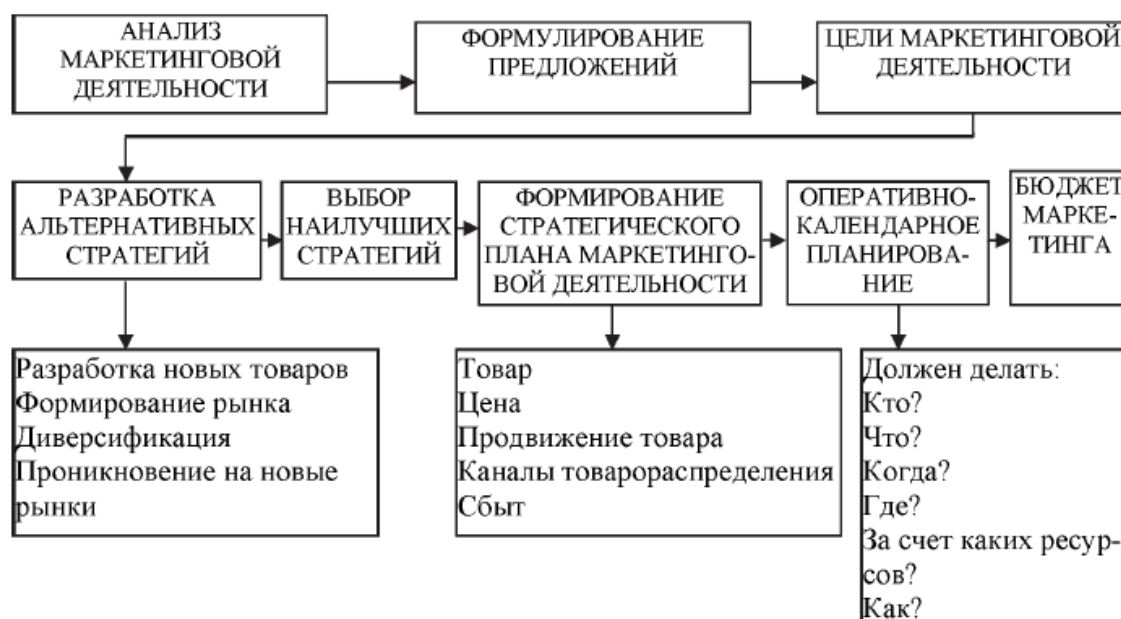 АНАЛИЗ
МАРКЕТИНГОВОЙ
ДЕЯТЕЛЬНОСТИ
ФОРМУЛИРОВАНИЕ
ПРЕДЛОЖЕНИЙ
ЦЕЛИ МАРКЕТИНГОВОЙ
ДЕЯТЕЛЬНОСТИ
РАЗРАБОТКА
АЛЬТЕРНАТИВНЫХ
СТРАТЕГИЙ
ВЫБОР
НАИЛУЧШИХ
СТРАТЕГИЙ
ФОРМИРОВАНИЕ
СТРАТЕГИЧЕСКОГО
ПЛАНА МАРКЕТИНГО-
ВОЙ ДЕЯТЕЛЬНОСТИ
ОПЕРАТИВНО-
КАЛЕНДАРНОЕ
ПЛАНИРОВА-
НИЕ
БЮДЖЕТ
МАРКЕ-
ТИНГА
Разработка новых товаров
Формирование рынка
Диверсификация
Проникновение на новые
рынки
Товар
Цена
Продвижение товара
Каналы товарораспределения
Сбыт
Должен делать:
Кто?
Что?
Когда?
Где?
За счет каких ресур-
сов?
Как?